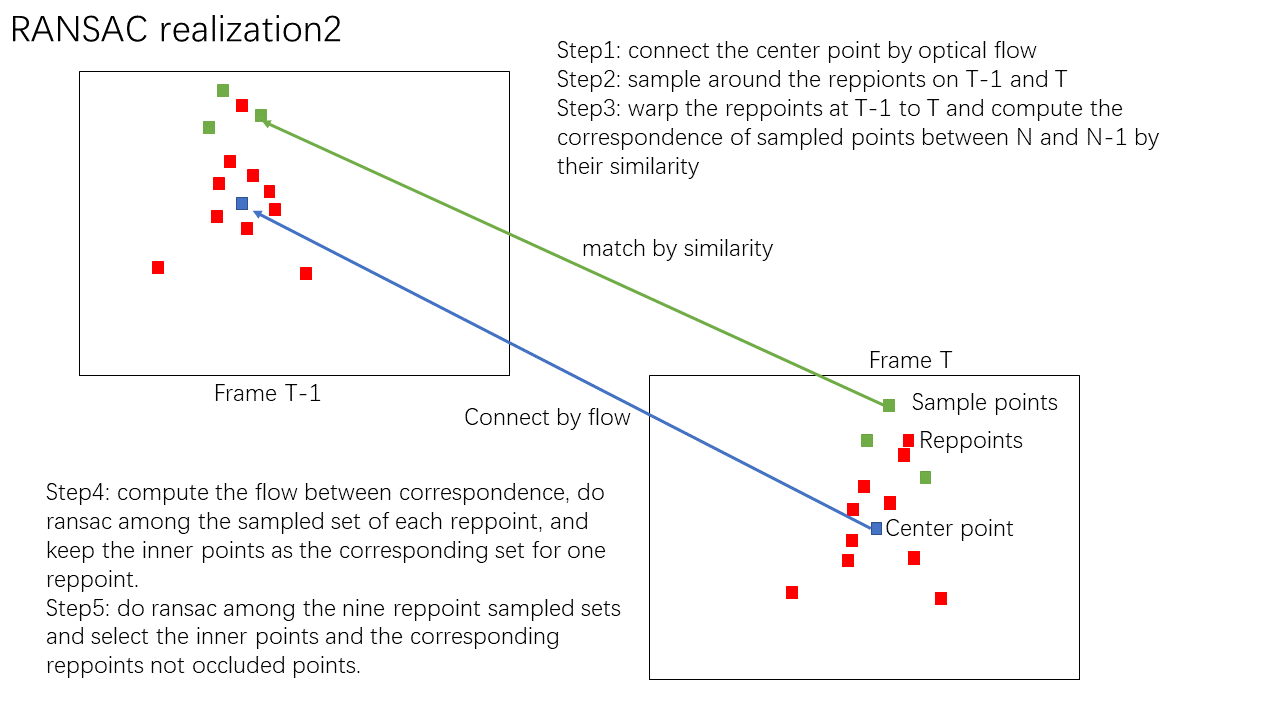 RANSAC realization2
Step1: connect the center point by optical flow
Step2: sample around the reppionts on T-1 and T
Step3: warp the reppoints at T-1 to T and compute the
correspondence of sampled points between N and N-1 by
their similarity
match by similarity
Frame T
Frame T-1
Sample points
Connect by flow
Reppoints
Center point
Step4: compute the flow between correspondence, do
ransac among the sampled set of each reppoint, and
keep the inner points as the corresponding set for one
reppoint.
Step5: do ransac among the nine reppoint sampled sets
and select the inner points and the corresponding
reppoints not occluded points.